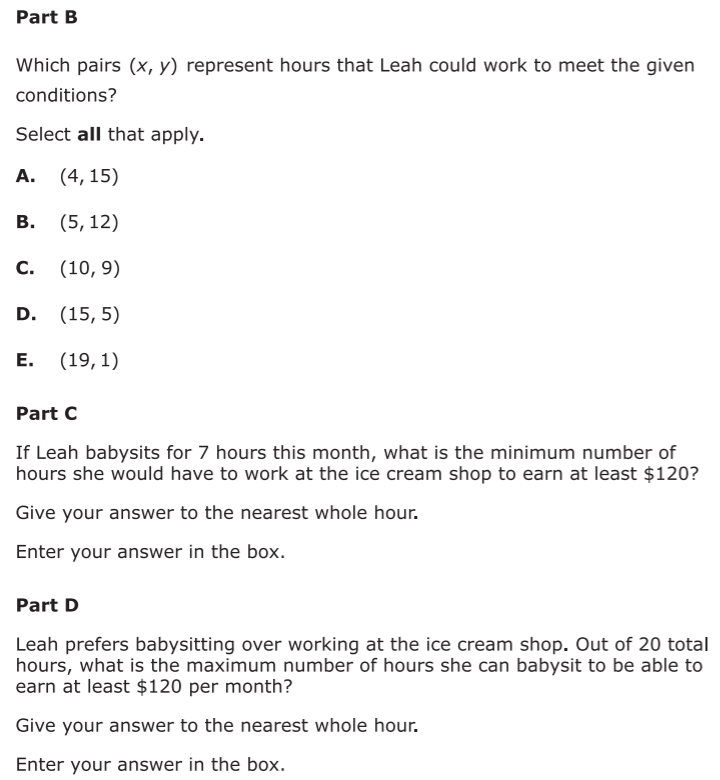 Part B
Which pairs (x, y) represent hours that Leah could work to meet the given
conditions?
Select all that apply.
A. (4, 15)
B. (5, 12)
C. (10, 9)
D. (15, 5)
E. (19, 1)
Part C
If Leah babysits for 7 hours this month, what is the minimum number of
hours she would have to work at the ice cream shop to earn at least $120?
Give your answer to the nearest whole hour.
Enter your answer in the box.
Part D
Leah prefers babysitting over working at the ice cream shop. Out of 20 total
hours, what is the maximum number of hours she can babysit to be able to
earn at least $120 per month?
Give your answer to the nearest whole hour.
Enter your answer in the box.